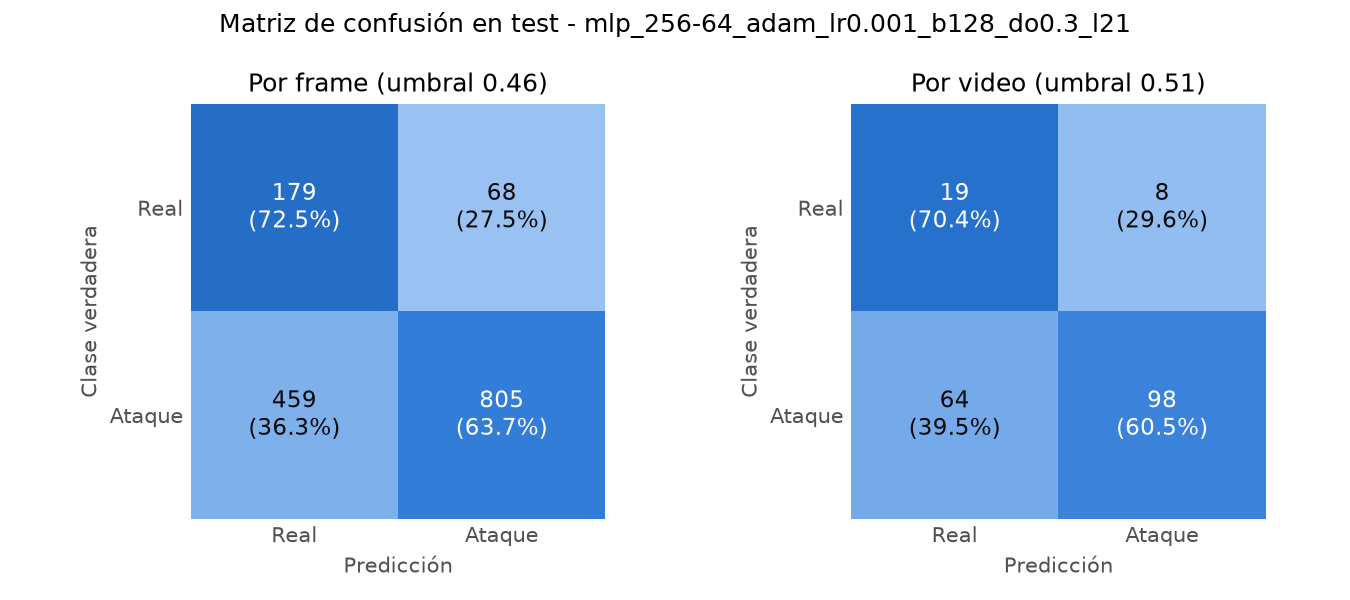 Matriz de confusión en test - mlp_256-64_adam_lr0.001_b128_do0.3_l21
Por frame (umbral 0.46)
Clase verdadera
Real
179
(72.5%)
68
(27.5%)
Ataque
459
(36.3%)
805
(63.7%)
Real
Ataque
Predicción
Por video (umbral 0.51)
Clase verdadera
Real
19
(70.4%)
8
(29.6%)
Ataque
64
(39.5%)
98
(60.5%)
Real
Ataque
Predicción